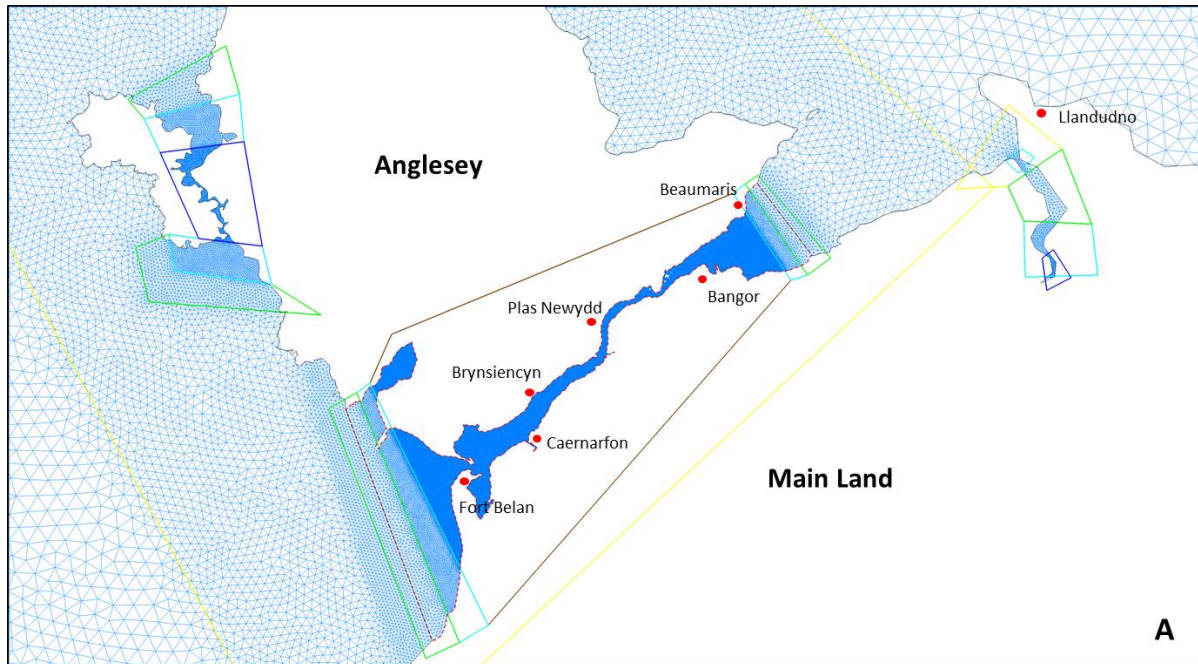 Llandudno
Anglesey
Beaumaris
Bangor
Plas Newydd
Brynsiencyn
Caernarfon
Main Land
Fort Belan
A